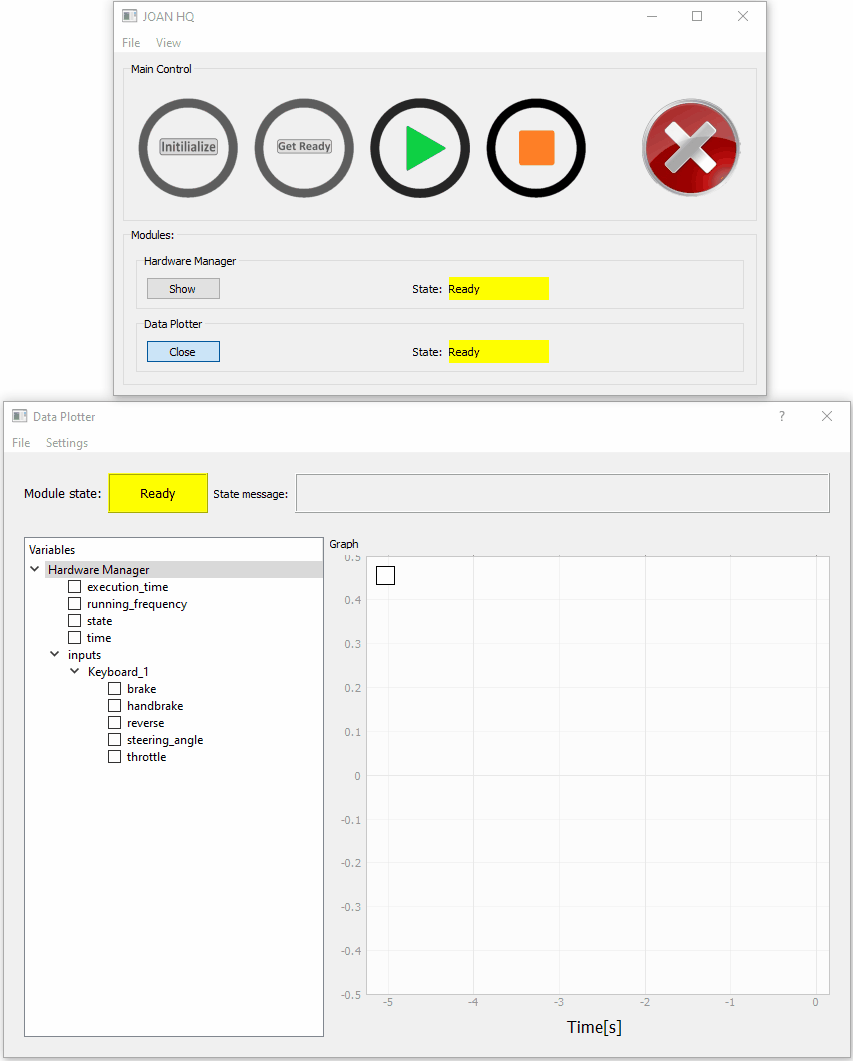 JOAN HQ
File View
Main Control
Initilialize Get Ready
Modules:
Hardware Manager
Show State: Ready
Data Plotter
Close State: Ready
Data Plotter ?
File Settings
Module state: Ready State message:
Variables
Hardware Manager
execution_time
running_frequency
state
time
inputs
Keyboard_1
brake
handbrake
reverse
steering_angle
throttle
Graph
0.5
0.4
0.3
0.2
0.1
0
-0.1
-0.2
-0.3
-0.4
-0.5
-5 -4 -3 -2 -1 0
Time[s]